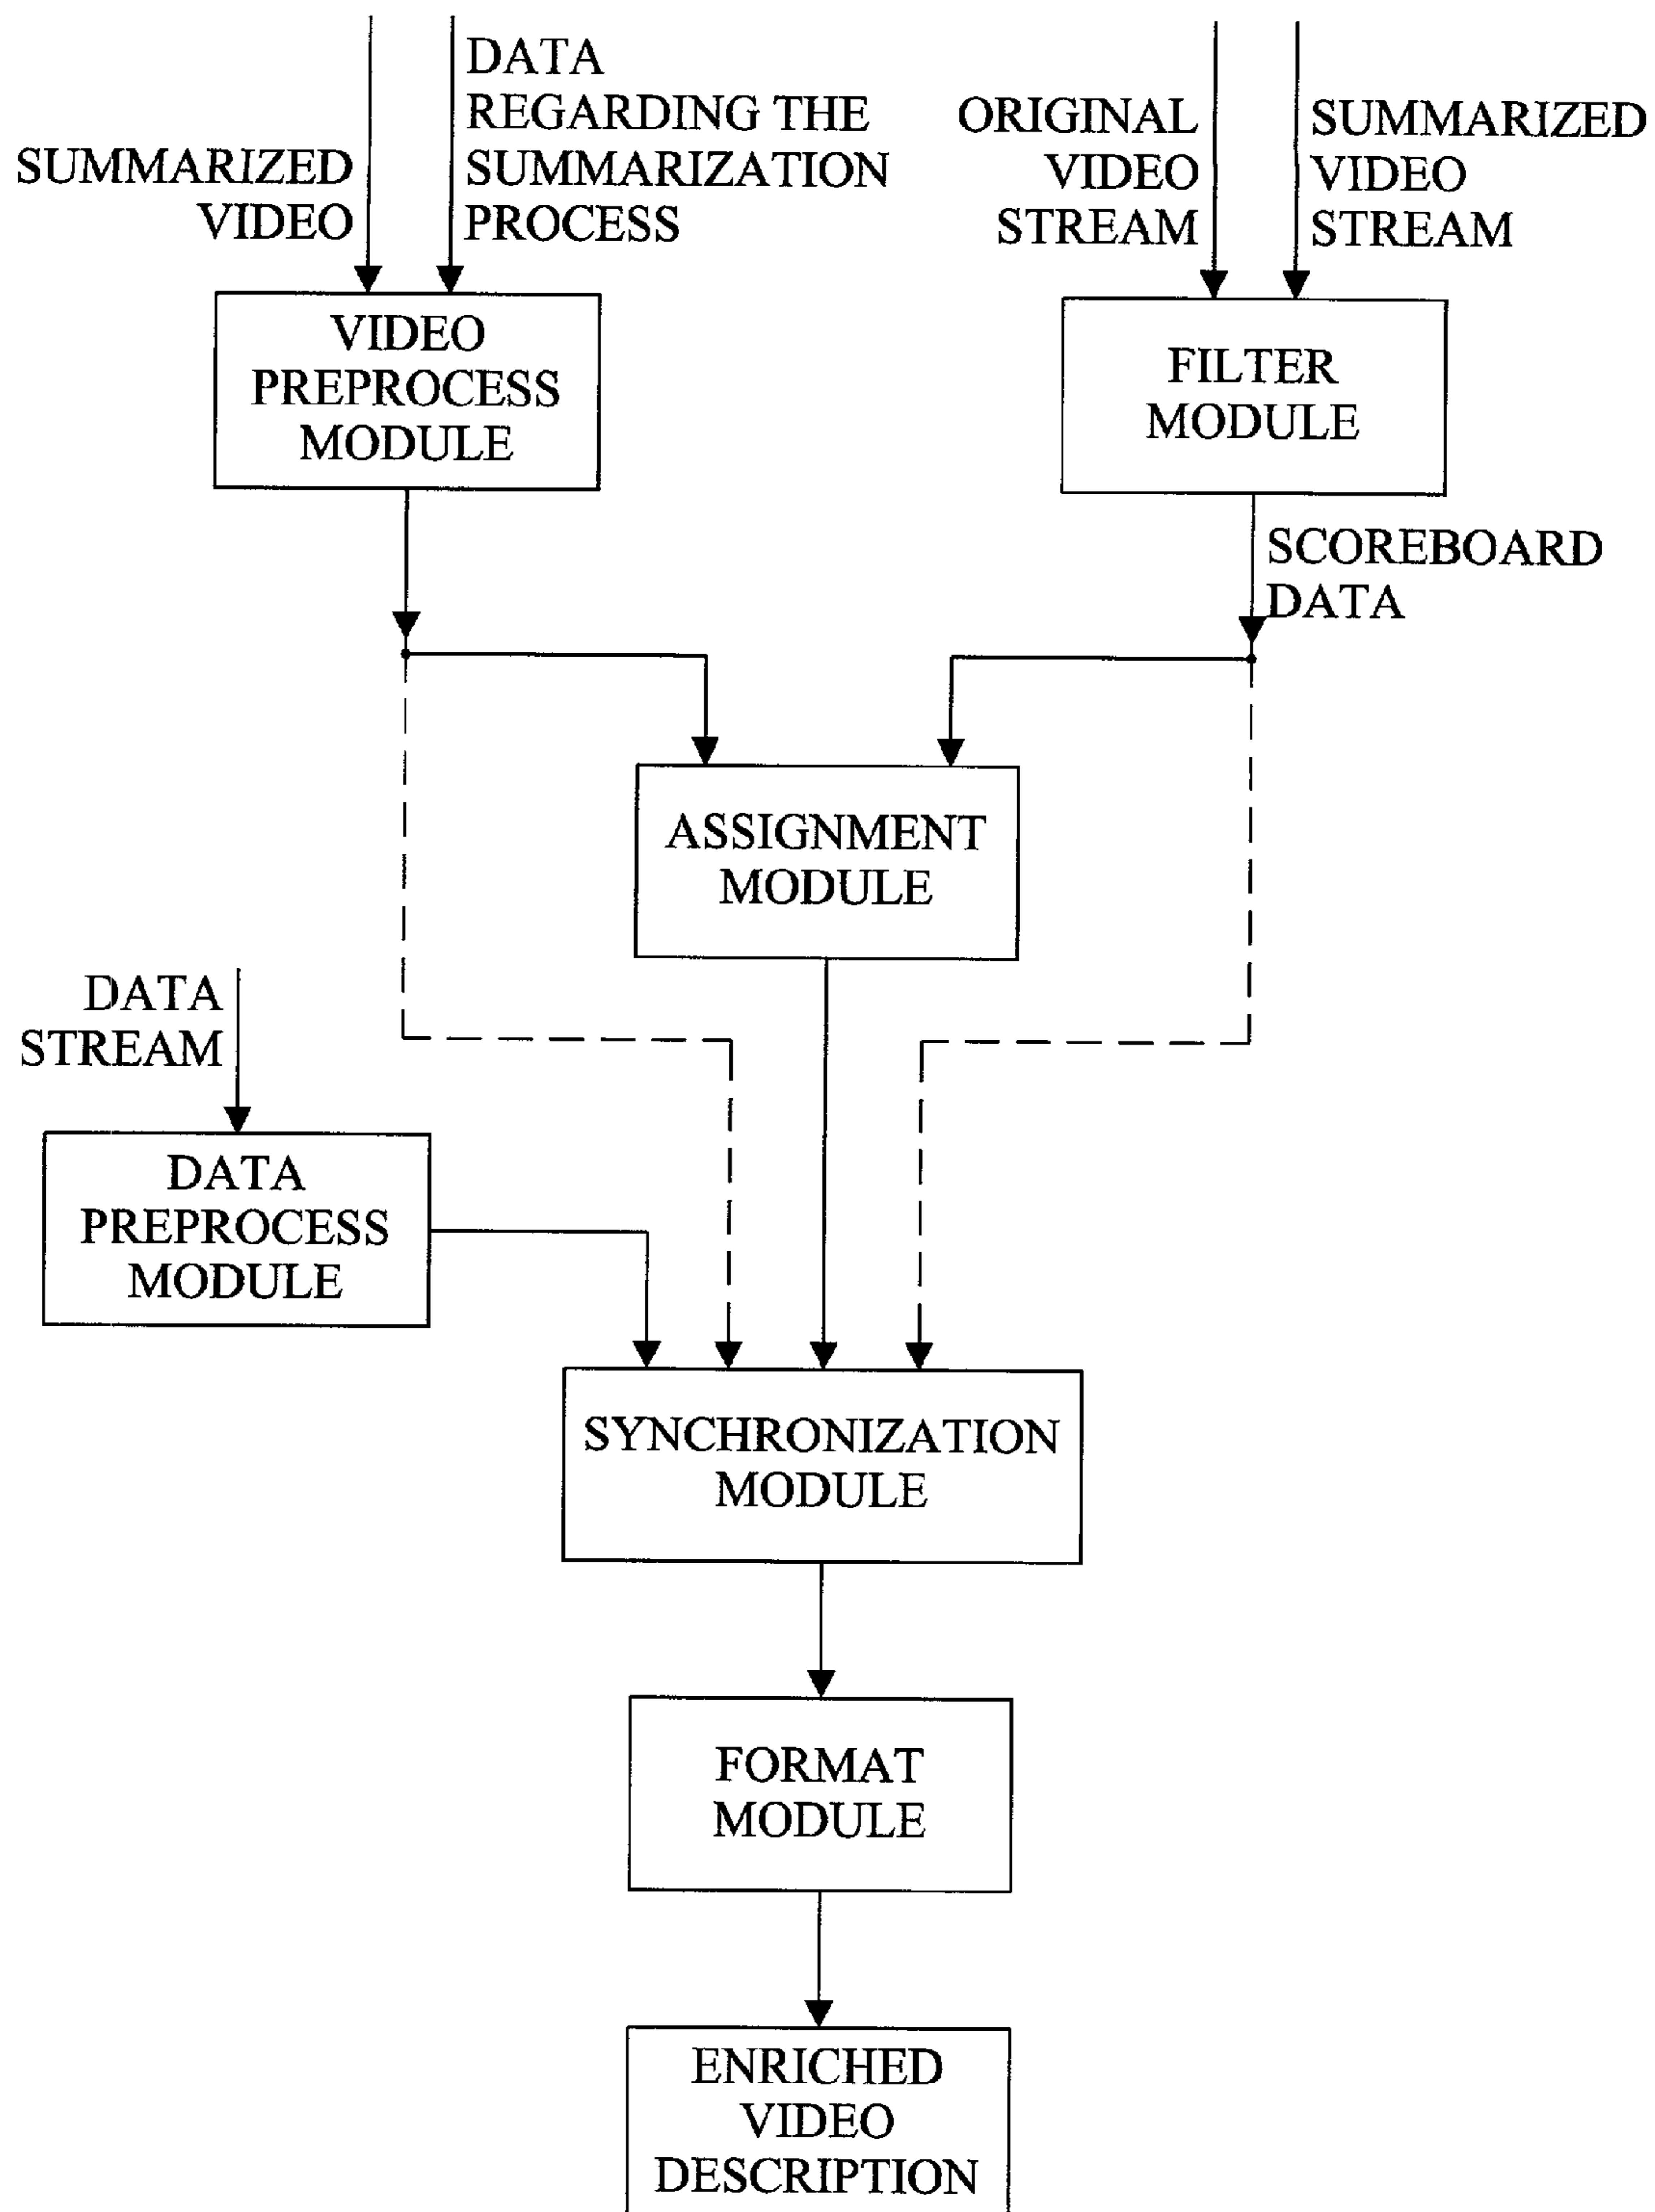 DATA
REGARDING THE
SUMMARIZATION
PROCESS
SUMMARIZED
VIDEO
ORIGINAL
VIDEO
STREAM
SUMMARIZED
VIDEO
STREAM
VIDEO
PREPROCESS
MODULE
FILTER
MODULE
SCOREBOARD
DATA
ASSIGNMENT
MODULE
DATA
STREAM
DATA
PREPROCESS
MODULE
SYNCHRONIZATION
MODULE
FORMAT
MODULE
ENRICHED
VIDEO
DESCRIPTION